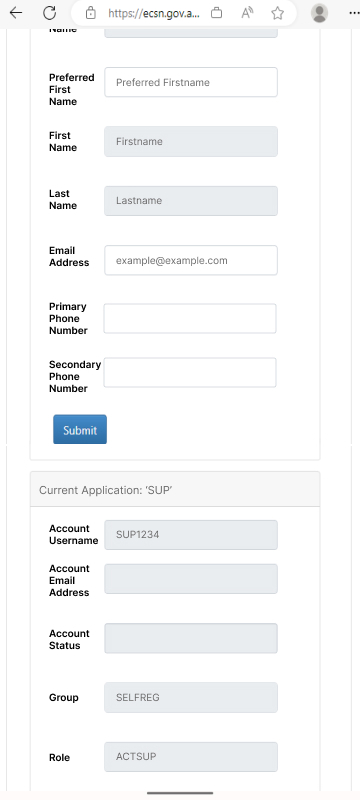 https://ecsn.gov.a...
Name
Preferred First Name
Preferred Firstname
First Name
Firstname
Last Name
Lastname
Email Address
example@example.com
Primary Phone Number
Secondary Phone Number
Submit
Current Application: 'SUP'
Account Username
SUP1234
Account Email Address
Account Status
Group
SELFREG
Role
ACTSUP